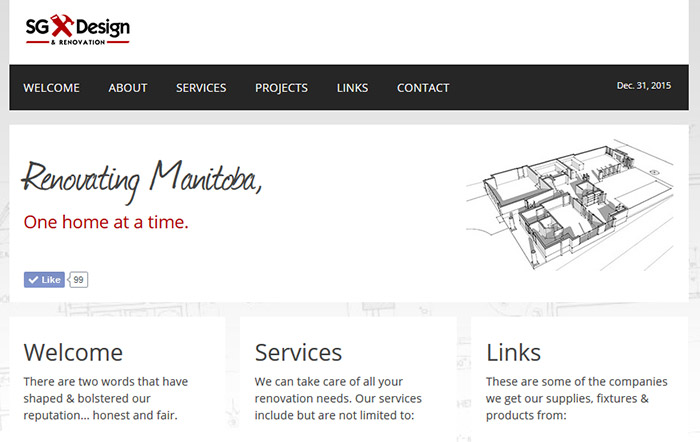 SG Design
& RENOVATION
WELCOME ABOUT SERVICES PROJECTS LINKS CONTACT Dec. 31, 2015
Renovating Manitoba,
One home at a time.
Like 99
Welcome
There are two words that have
shaped & bolstered our
reputation... honest and fair.
Services
We can take care of all your
renovation needs. Our services
include but are not limited to:
Links
These are some of the companies
we get our supplies, fixtures &
products from: